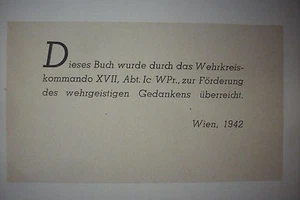 Dieses Buch wurde durch das Wehrkreis-
kommando XVII, Abt. Ic WPr., zur Förderung
des wehrgeistigen Gedankens überreicht.
Wien, 1942